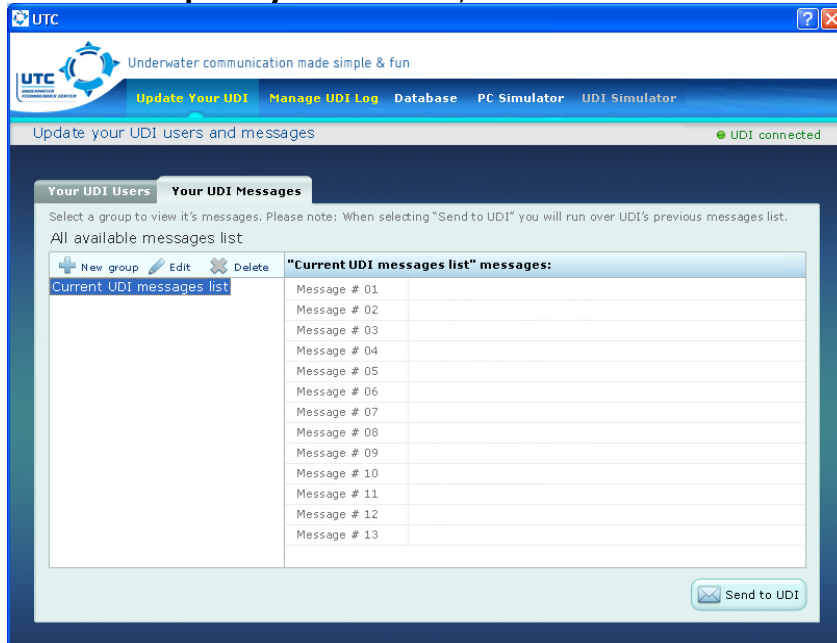 UTC
Underwater communication made simple & fun
UTC
UNDERWATER
TECHNOLOGIES CENTER
Update Your UDI Manage UDI Log Database PC Simulator UDI Simulator
Update your UDI users and messages
UDI connected
Your UDI Users Your UDI Messages
Select a group to view it's messages. Please note: When selecting "Send to UDI" you will run over UDI's previous messages list.
All available messages list
New group Edit Delete "Current UDI messages list" messages:
Current UDI messages list
Message # 01
Message # 02
Message # 03
Message # 04
Message # 05
Message # 06
Message # 07
Message # 08
Message # 09
Message # 10
Message # 11
Message # 12
Message # 13
Send to UDI